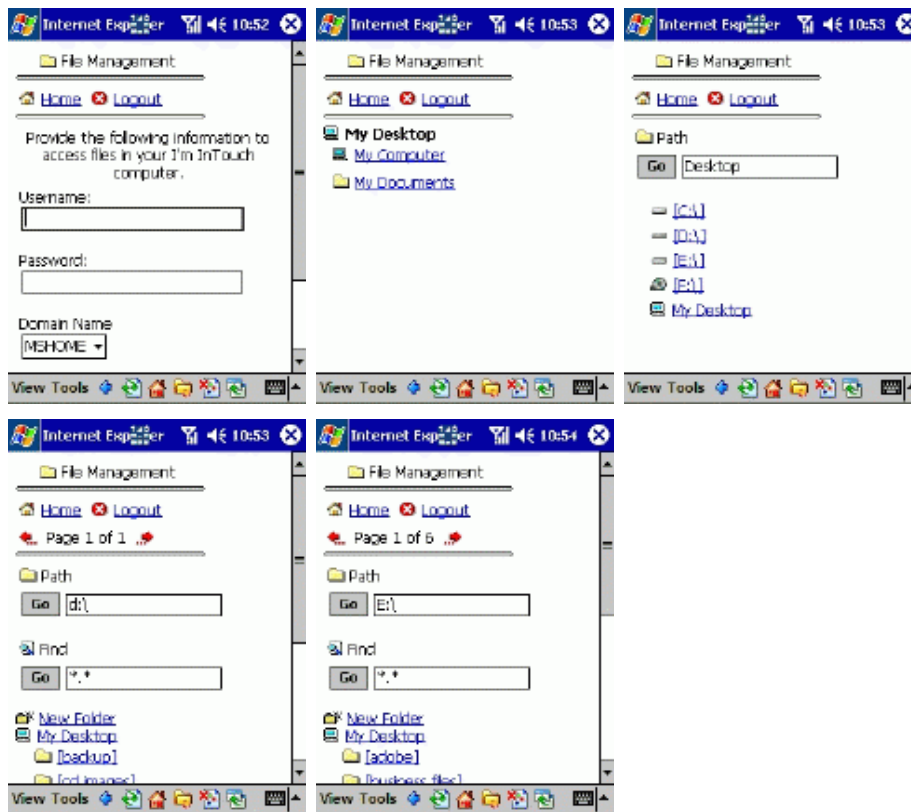 Internet Explorer 10:52
File Management
Home Logout
Provide the following information to
access files in your I'm InTouch
computer.
Username:
Password:
Domain Name
MSHOME
View Tools
Internet Explorer 10:53
File Management
Home Logout
My Desktop
My Computer
My Documents
View Tools
Internet Explorer 10:53
File Management
Home Logout
Path
Go Desktop
[C:\]
[D:\]
[E:\]
[F:\]
My Desktop
View Tools
Internet Explorer 10:53
File Management
Home Logout
Page 1 of 1
Path
Go d:\
Find
Go *.*
New Folder
My Desktop
[backup]
[cd images]
View Tools
Internet Explorer 10:54
File Management
Home Logout
Page 1 of 6
Path
Go E:\
Find
Go *.*
New Folder
My Desktop
[adobe]
[business files]
View Tools